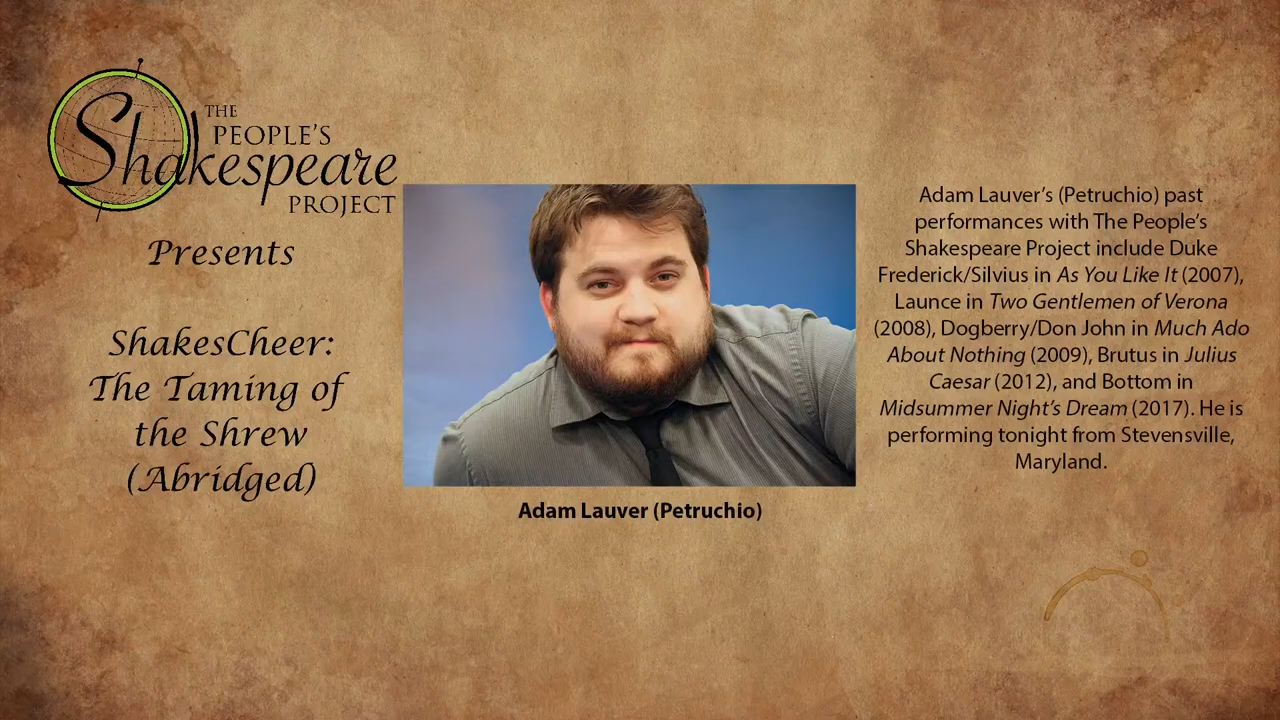 THE
PEOPLE'S
Shakespeare
PROJECT
Presents
ShakesCheer:
The Taming of
the Shrew
(Abridged)
Adam Lauver (Petruchio)
Adam Lauver’s (Petruchio) past
performances with The People’s
Shakespeare Project include Duke
Frederick/Silvius in As You Like It (2007),
Launce in Two Gentlemen of Verona
(2008), Dogberry/Don John in Much Ado
About Nothing (2009), Brutus in Julius
Caesar (2012), and Bottom in
Midsummer Night’s Dream (2017). He is
performing tonight from Stevensville,
Maryland.